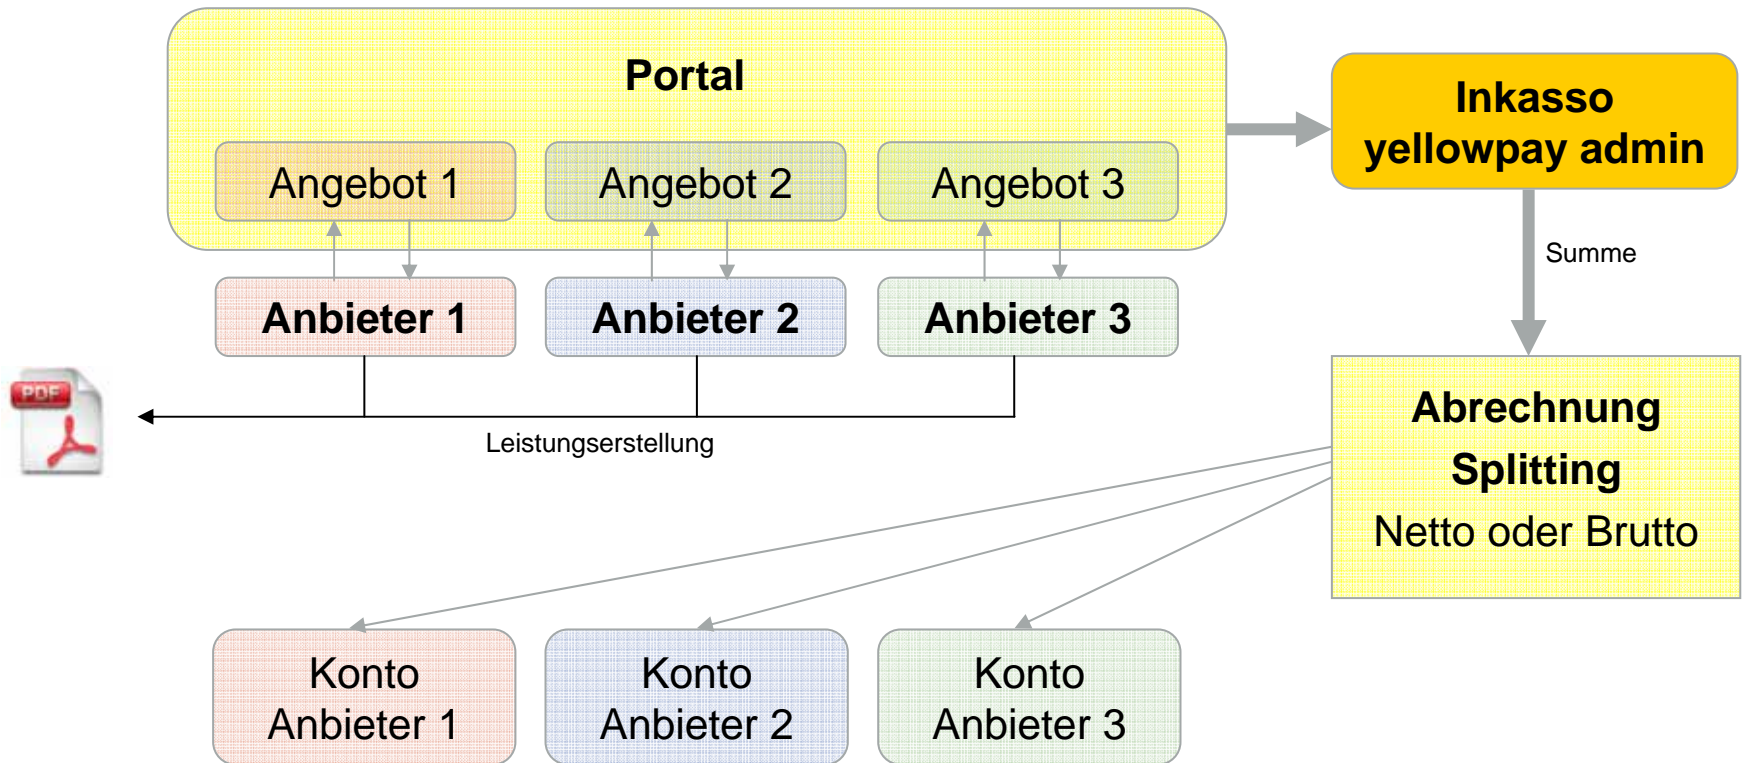 Portal
Inkasso
yellowpay admin
Angebot 1
Angebot 2
Angebot 3
Summe
Anbieter 1
Anbieter 2
Anbieter 3
PDF
Leistungserstellung
Abrechnung
Splitting
Netto oder Brutto
Konto
Anbieter 1
Konto
Anbieter 2
Konto
Anbieter 3